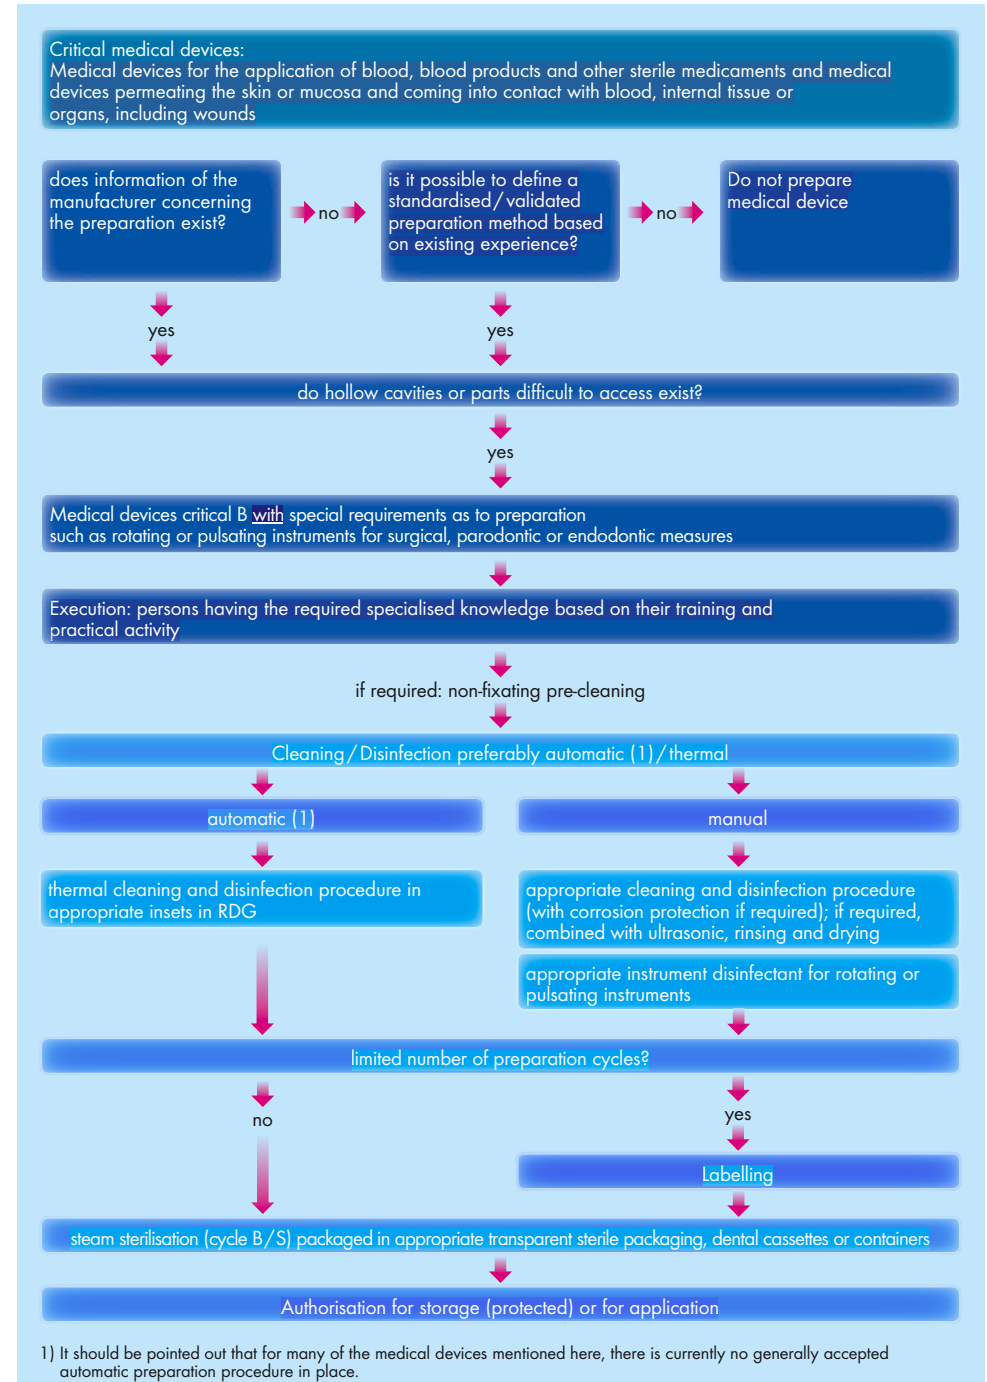 Critical medical devices:
Medical devices for the application of blood, blood products and other sterile medicaments and medical
devices permeating the skin or mucosa and coming into contact with blood, internal tissue or
organs, including wounds
does information of the
manufacturer concerning
the preparation exist?
no
is it possible to define a
standardised/validated
preparation method based
on existing experience?
no
Do not prepare
medical device
yes
yes
do hollow cavities or parts difficult to access exist?
yes
Medical devices critical B with special requirements as to preparation
such as rotating or pulsating instruments for surgical, parodontic or endodontic measures
Execution: persons having the required specialised knowledge based on their training and
practical activity
if required: non-fixating pre-cleaning
Cleaning/Disinfection preferably automatic (1)/thermal
automatic (1)
manual
thermal cleaning and disinfection procedure in
appropriate insets in RDG
appropriate cleaning and disinfection procedure
(with corrosion protection if required); if required,
combined with ultrasonic, rinsing and drying
appropriate instrument disinfectant for rotating or
pulsating instruments
limited number of preparation cycles?
no
yes
Labelling
steam sterilisation (cycle B/S) packaged in appropriate transparent sterile packaging, dental cassettes or containers
Authorisation for storage (protected) or for application
1) It should be pointed out that for many of the medical devices mentioned here, there is currently no generally accepted
automatic preparation procedure in place.